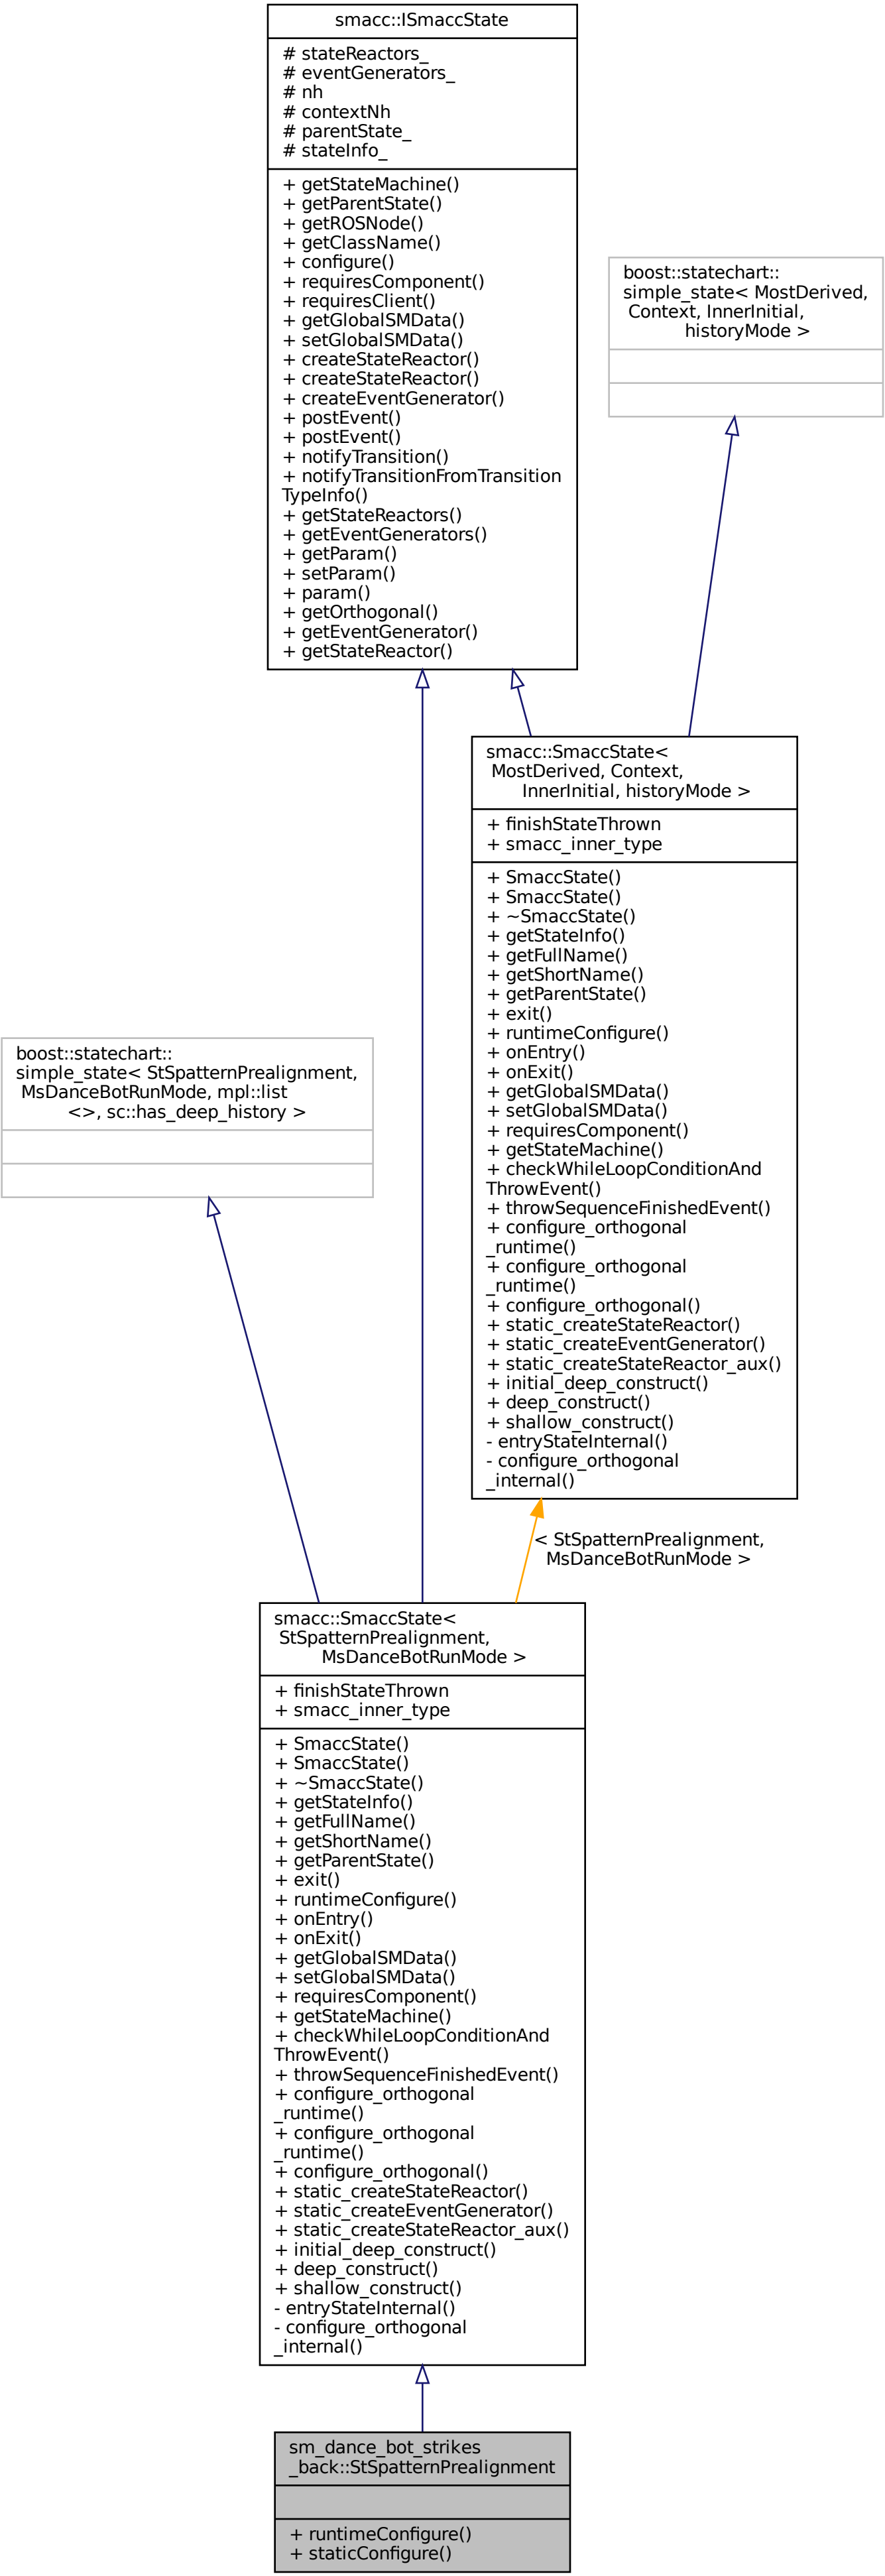 smacc::ISmaccState
# stateReactors_
# eventGenerators_
# nh
# contextNh
# parentState_
# stateInfo_
+ getStateMachine()
+ getParentState()
+ getROSNode()
+ getClassName()
+ configure()
+ requiresComponent()
+ requiresClient()
+ getGlobalSMData()
+ setGlobalSMData()
+ createStateReactor()
+ createStateReactor()
+ createEventGenerator()
+ postEvent()
+ postEvent()
+ notifyTransition()
+ notifyTransitionFromTransition
TypeInfo()
+ getStateReactors()
+ getEventGenerators()
+ getParam()
+ setParam()
+ param()
+ getOrthogonal()
+ getEventGenerator()
+ getStateReactor()
boost::statechart::
simple_state< MostDerived,
Context, InnerInitial,
historyMode >
smacc::SmaccState<
MostDerived, Context,
InnerInitial, historyMode >
+ finishStateThrown
+ smacc_inner_type
+ SmaccState()
+ SmaccState()
+ ~SmaccState()
+ getStateInfo()
+ getFullName()
+ getShortName()
+ getParentState()
+ exit()
+ runtimeConfigure()
+ onEntry()
+ onExit()
+ getGlobalSMData()
+ setGlobalSMData()
+ requiresComponent()
+ getStateMachine()
+ checkWhileLoopConditionAnd
ThrowEvent()
+ throwSequenceFinishedEvent()
+ configure_orthogonal
_runtime()
+ configure_orthogonal
_runtime()
+ configure_orthogonal()
+ static_createStateReactor()
+ static_createEventGenerator()
+ static_createStateReactor_aux()
+ initial_deep_construct()
+ deep_construct()
+ shallow_construct()
- entryStateInternal()
- configure_orthogonal
_internal()
boost::statechart::
simple_state< StSpatternPrealignment,
MsDanceBotRunMode, mpl::list
<>, sc::has_deep_history >
< StSpatternPrealignment,
MsDanceBotRunMode >
smacc::SmaccState<
StSpatternPrealignment,
MsDanceBotRunMode >
+ finishStateThrown
+ smacc_inner_type
+ SmaccState()
+ SmaccState()
+ ~SmaccState()
+ getStateInfo()
+ getFullName()
+ getShortName()
+ getParentState()
+ exit()
+ runtimeConfigure()
+ onEntry()
+ onExit()
+ getGlobalSMData()
+ setGlobalSMData()
+ requiresComponent()
+ getStateMachine()
+ checkWhileLoopConditionAnd
ThrowEvent()
+ throwSequenceFinishedEvent()
+ configure_orthogonal
_runtime()
+ configure_orthogonal
_runtime()
+ configure_orthogonal()
+ static_createStateReactor()
+ static_createEventGenerator()
+ static_createStateReactor_aux()
+ initial_deep_construct()
+ deep_construct()
+ shallow_construct()
- entryStateInternal()
- configure_orthogonal
_internal()
sm_dance_bot_strikes
_back::StSpatternPrealignment
+ runtimeConfigure()
+ staticConfigure()